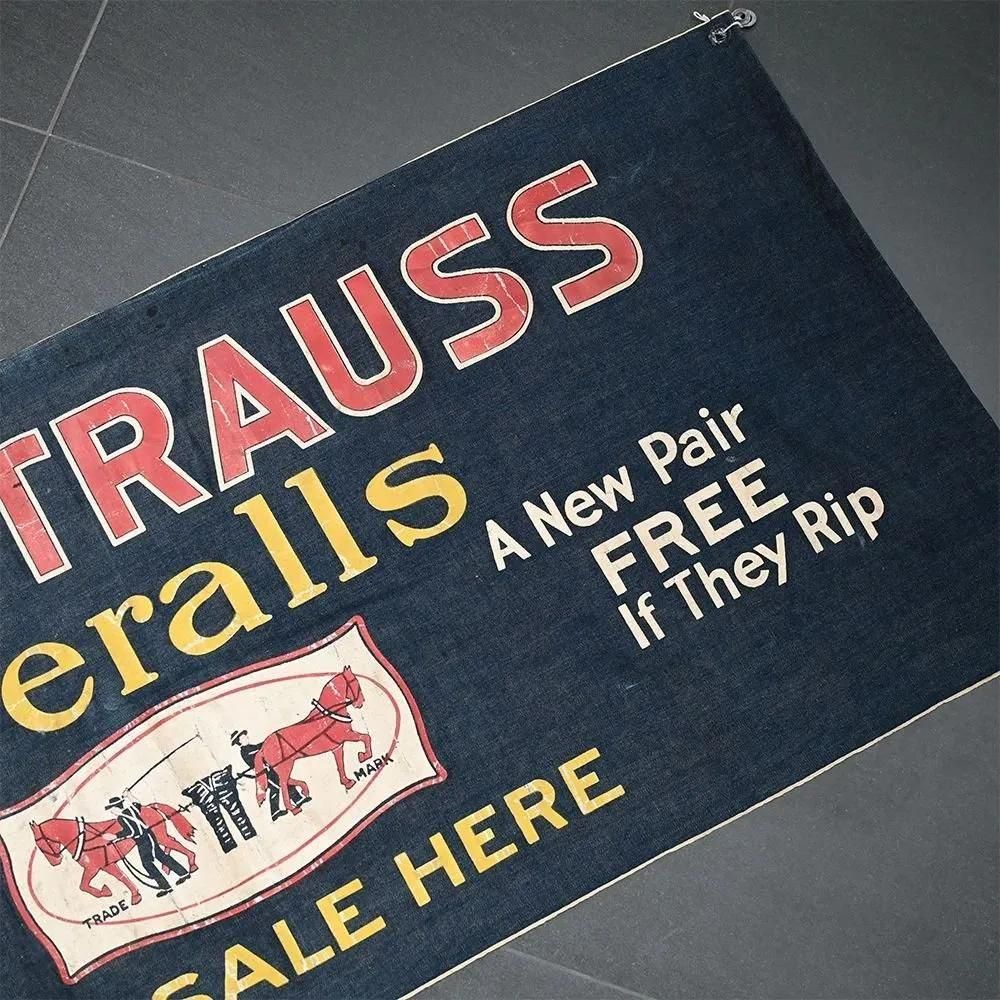 TRAUSS
eralls
A New Pair
FREE
If They Rip
TRADE MARK
SALE HERE